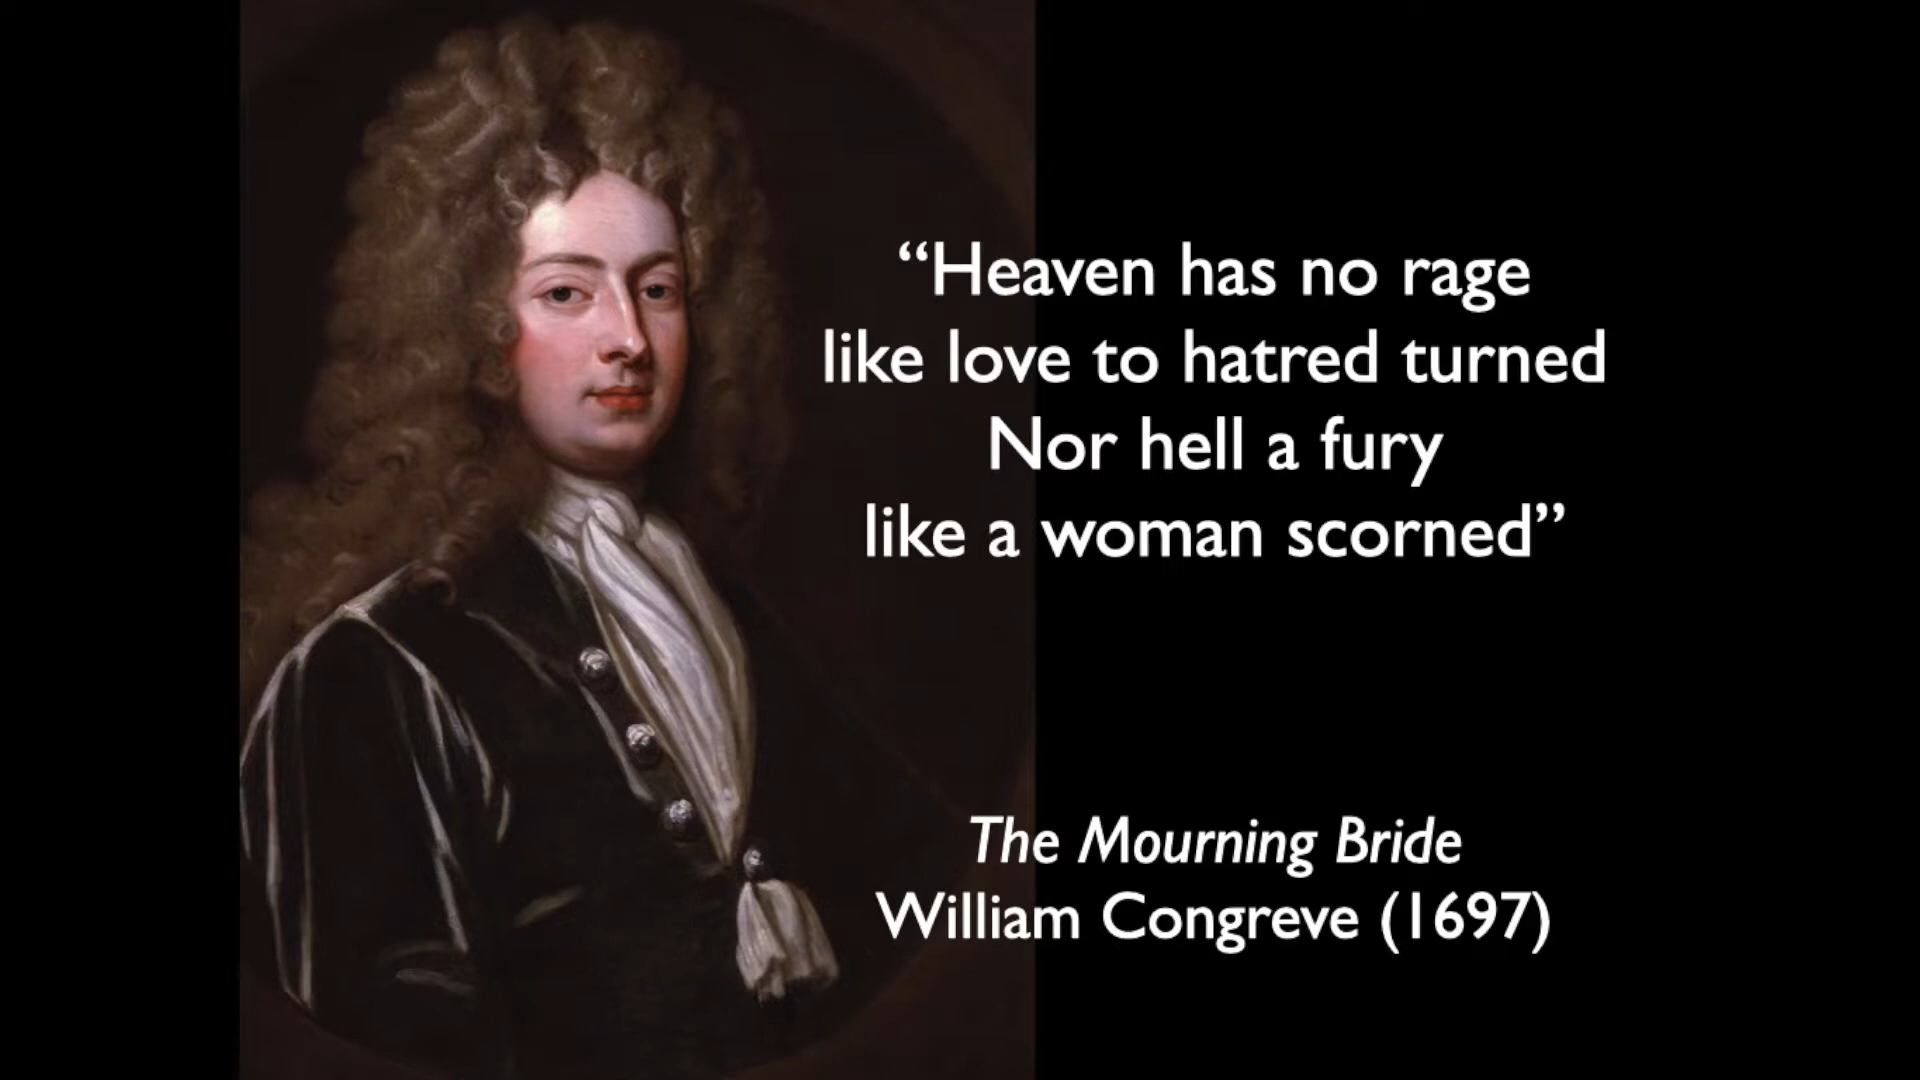 “Heaven has no rage
like love to hatred turned
Nor hell a fury
like a woman scorned”
The Mourning Bride
William Congreve (1697)